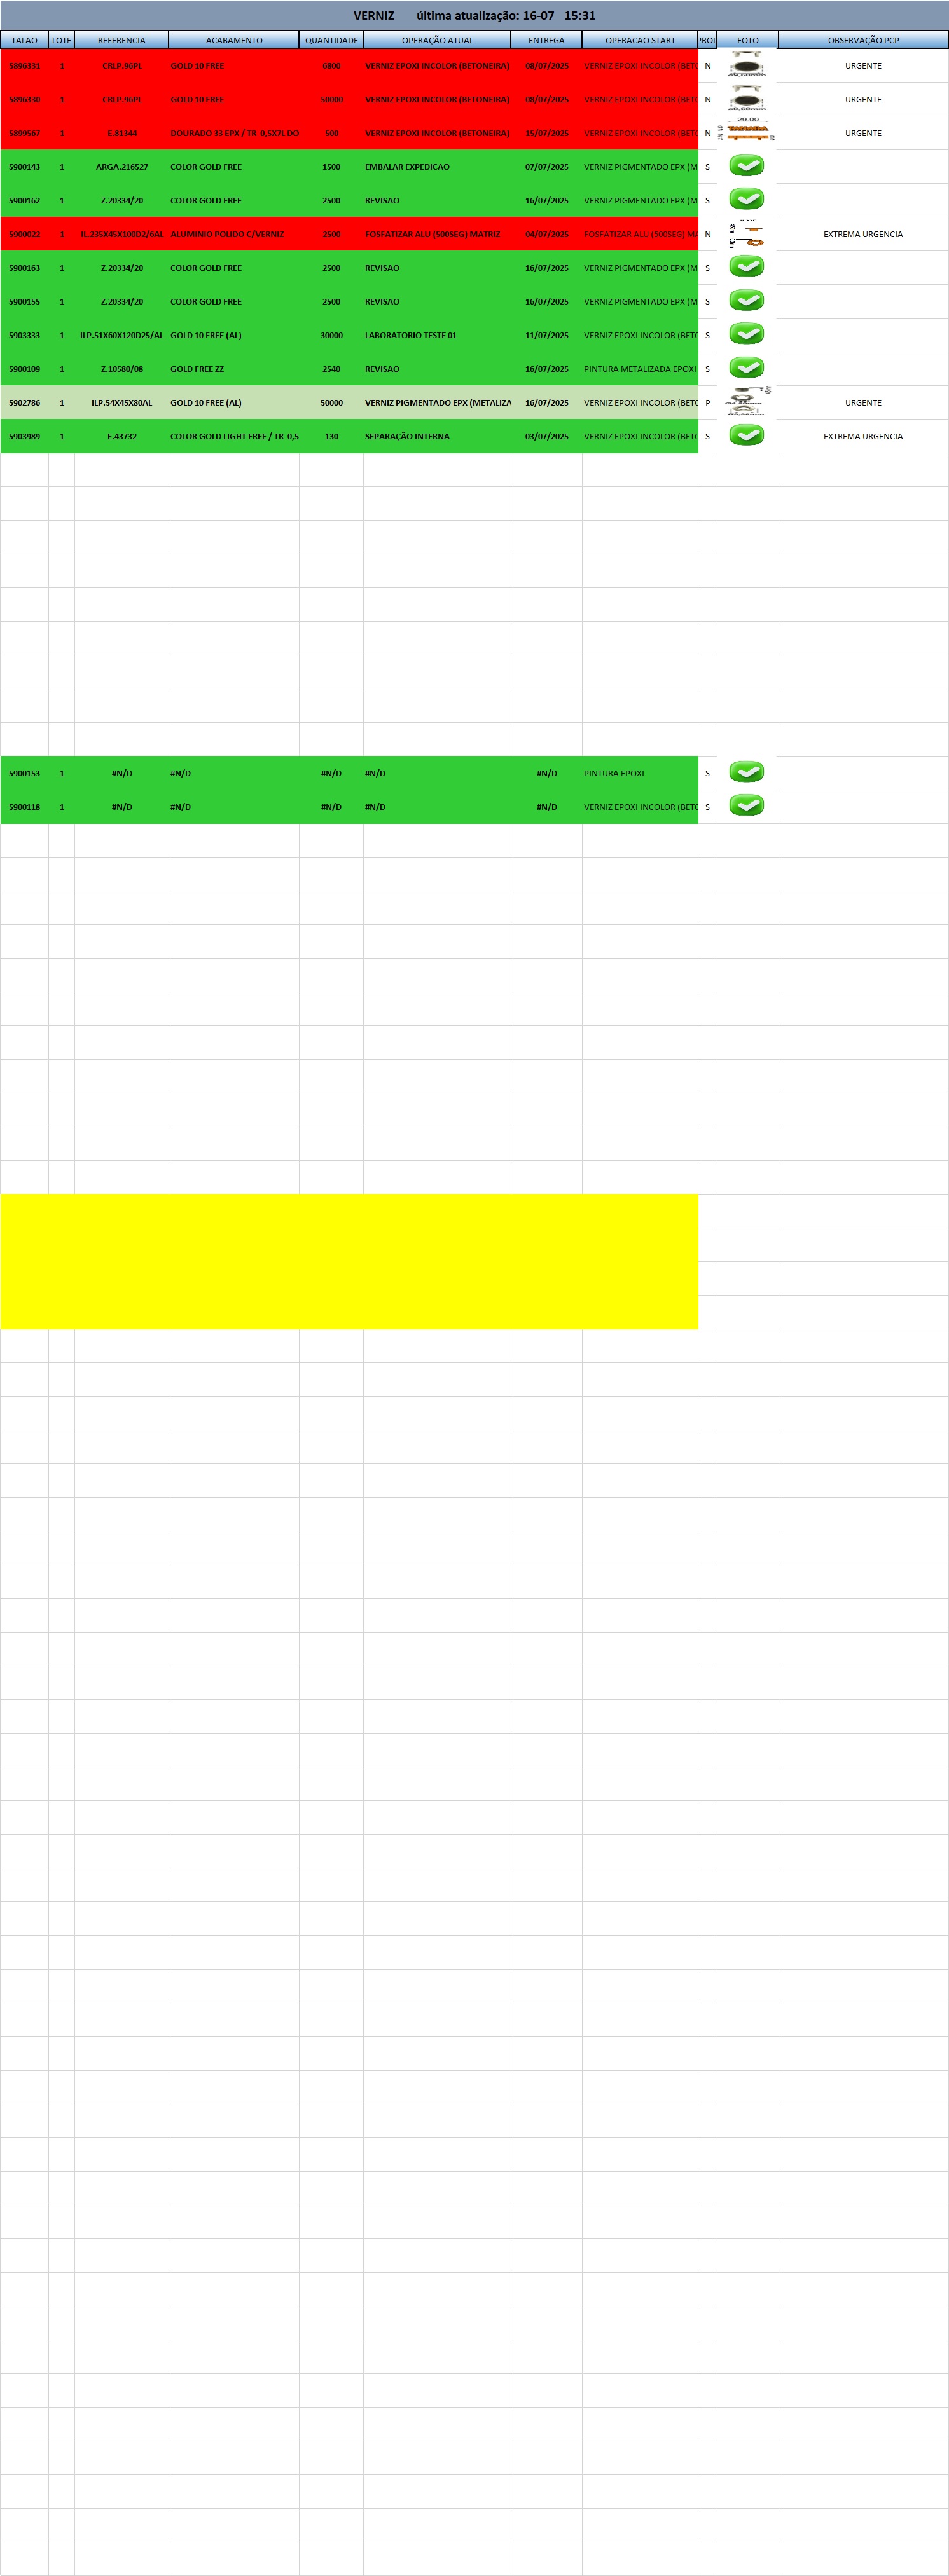 VERNIZ última atualização: 16-07 15:31
TALAO LOTE REFERENCIA ACABAMENTO QUANTIDADE OPERAÇÃO ATUAL ENTREGA OPERACAO START PROD FOTO OBSERVAÇÃO PCP
5896331 1 CRLP.96PL GOLD 10 FREE 6800 VERNIZ EPOXI INCOLOR (BETONEIRA) 08/07/2025 VERNIZ EPOXI INCOLOR (BETO N URGENTE
5896330 1 CRLP.96PL GOLD 10 FREE 50000 VERNIZ EPOXI INCOLOR (BETONEIRA) 08/07/2025 VERNIZ EPOXI INCOLOR (BETO N URGENTE
29.00
5899567 1 E.81344 DOURADO 33 EPX / TR 0,5X7L DO 500 VERNIZ EPOXI INCOLOR (BETONEIRA) 15/07/2025 VERNIZ EPOXI INCOLOR (BETO N URGENTE
5900143 1 ARGA.216527 COLOR GOLD FREE 1500 EMBALAR EXPEDICAO 07/07/2025 VERNIZ PIGMENTADO EPX (M S
5900162 1 Z.20334/20 COLOR GOLD FREE 2500 REVISAO 16/07/2025 VERNIZ PIGMENTADO EPX (M S
5900022 1 IL.235X45X100D2/6AL ALUMINIO POLIDO C/VERNIZ 2500 FOSFATIZAR ALU (500SEG) MATRIZ 04/07/2025 FOSFATIZAR ALU (500SEG) MA N EXTREMA URGENCIA
5900163 1 Z.20334/20 COLOR GOLD FREE 2500 REVISAO 16/07/2025 VERNIZ PIGMENTADO EPX (M S
5900155 1 Z.20334/20 COLOR GOLD FREE 2500 REVISAO 16/07/2025 VERNIZ PIGMENTADO EPX (M S
5903333 1 ILP.51X60X120D25/AL GOLD 10 FREE (AL) 30000 LABORATORIO TESTE 01 11/07/2025 VERNIZ EPOXI INCOLOR (BETO S
5900109 1 Z.10580/08 GOLD FREE ZZ 2540 REVISAO 16/07/2025 PINTURA METALIZADA EPOXI S
5902786 1 ILP.54X45X80AL GOLD 10 FREE (AL) 50000 VERNIZ PIGMENTADO EPX (METALIZA 16/07/2025 VERNIZ EPOXI INCOLOR (BETO P URGENTE
5903989 1 E.43732 COLOR GOLD LIGHT FREE / TR 0,5 130 SEPARAÇÃO INTERNA 03/07/2025 VERNIZ EPOXI INCOLOR (BETO S EXTREMA URGENCIA
5900153 1 #N/D #N/D #N/D #N/D #N/D PINTURA EPOXI S
5900118 1 #N/D #N/D #N/D #N/D #N/D VERNIZ EPOXI INCOLOR (BETO S